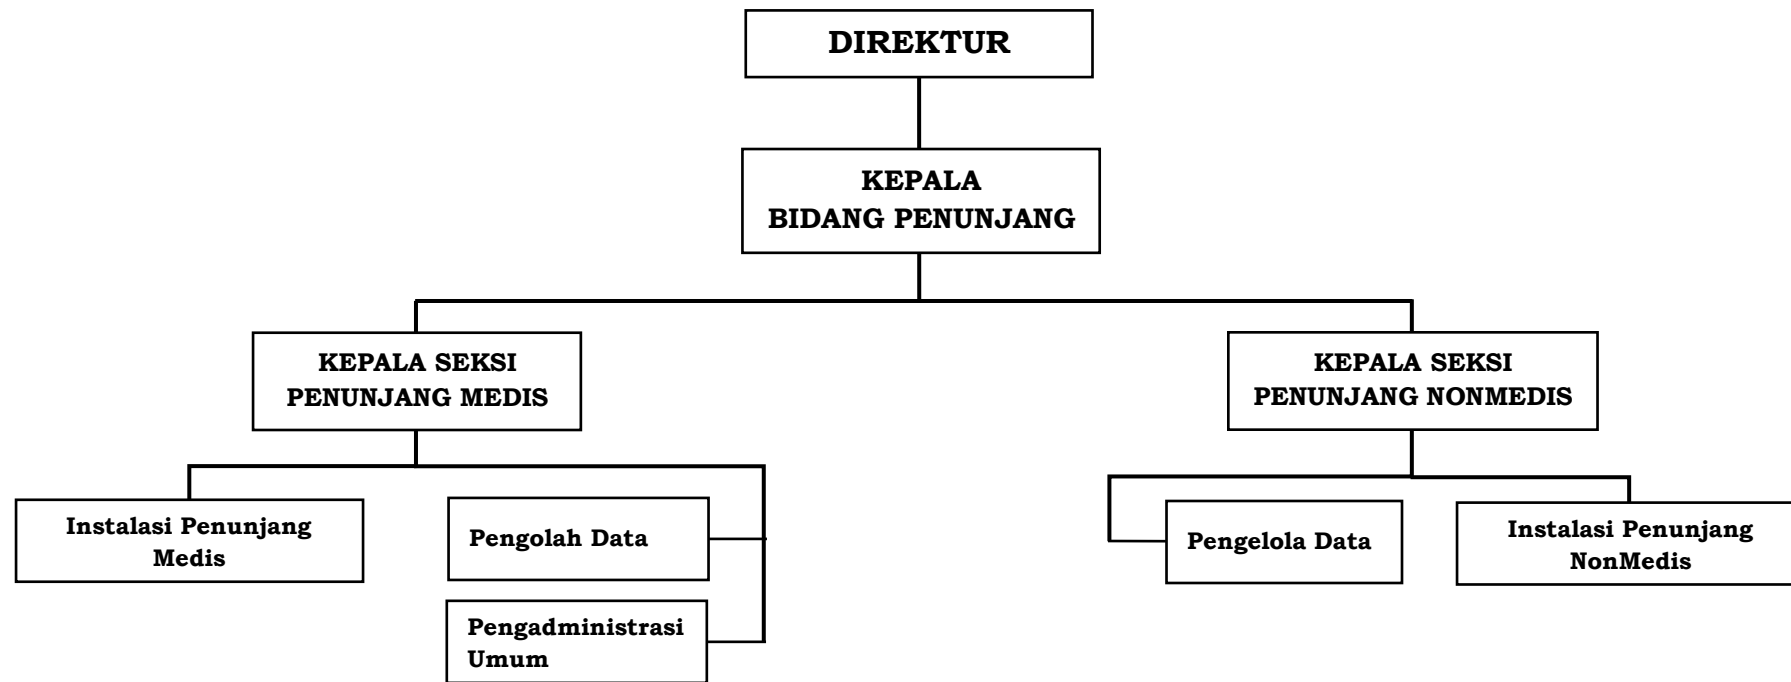 DIREKTUR
KEPALA
BIDANG PENUNJANG
KEPALA SEKSI
PENUNJANG MEDIS
KEPALA SEKSI
PENUNJANG NONMEDIS
Instalasi Penunjang
Medis
Pengolah Data
Pengadministrasi
Umum
Pengelola Data
Instalasi Penunjang
NonMedis